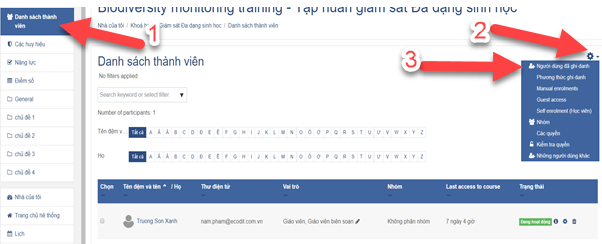 Biodiversity monitoring training - Tập huấn giám sát Đa dạng sinh học
Nhà của tôi / Khoá / Giám sát Đa dạng sinh học / Danh sách thành viên
Danh sách thành viên
Các huy hiệu
Năng lực
Điểm số
General
chủ đề 1
chủ đề 2
chủ đề 3
chủ đề 4
Nhà của tôi
Trang chủ hệ thống
Lịch
1
2
3
Danh sách thành viên
No filters applied
Search keyword or select filter ▼
Number of participants: 1
Tên đệm v...
Tất cả A Ă Â B C D Đ E Ê F G H I J K L M N O Ô Ơ P Q R S T U Ư V W X Y Z
Họ
Tất cả A Ă Â B C D Đ E Ê F G H I J K L M N O Ô Ơ P Q R S T U Ư V W X Y Z
Người dùng đã ghi danh
Phương thức ghi danh
Manual enrolments
Guest access
Self enrolment (Học viên)
Nhóm
Các quyền
Kiểm tra quyền
Những người dùng khác
Chọn Tên đệm và tên / Họ Thư điện tử Vai trò Nhóm Last access to course Trạng thái
Truong Son Xanh nam.pham@ecodit.com.vn Giáo viên, Giáo viên biên soạn Không phân nhóm 7 ngày 4 giờ Đang hoạt động